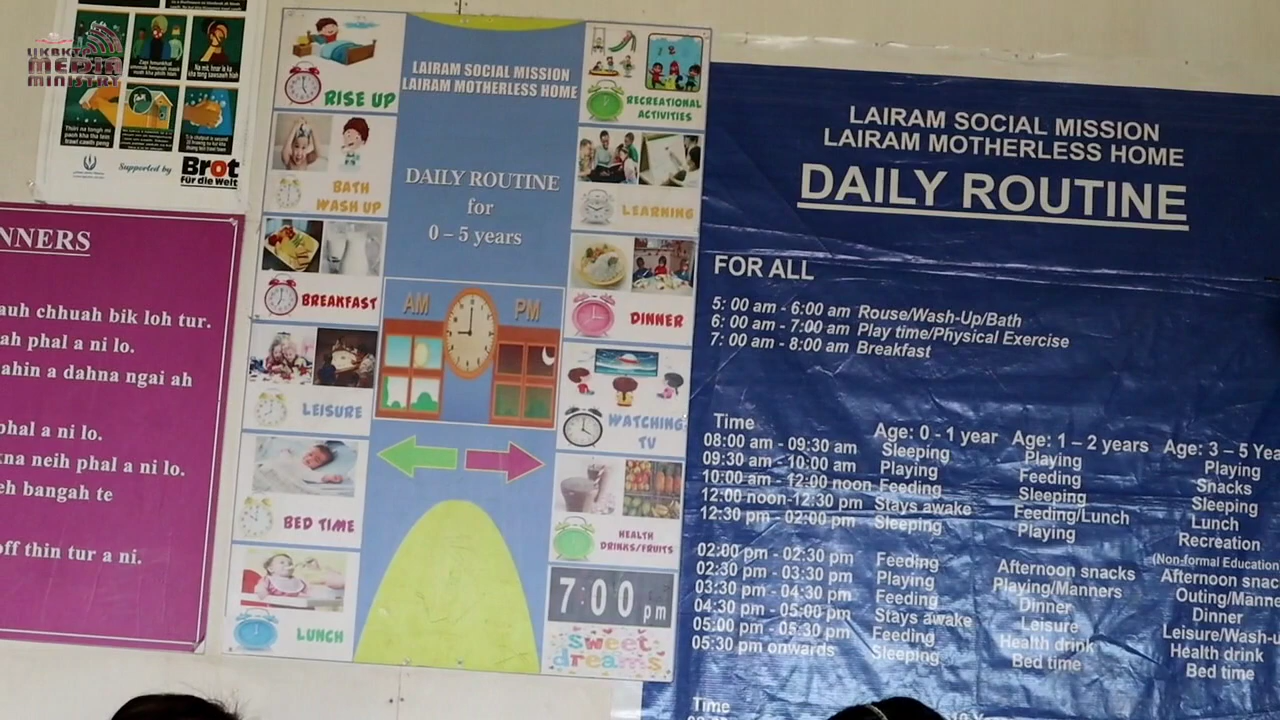 UKBKTP
MEDIA
MINISTRY
Supported by
Brot
für die Welt
NNERS
auh chhuah bik loh tur.
ah phal a ni lo.
ahin a dahna ngai ah
phal a ni lo.
kna neih phal a ni lo.
eh bangah te
off thin tur a ni.
LAIRAM SOCIAL MISSION
LAIRAM MOTHERLESS HOME
DAILY ROUTINE
for
0 – 5 years
AM
PM
RISE UP
BATH
WASH UP
BREAKFAST
LEISURE
BED TIME
LUNCH
RECREATIONAL
ACTIVITIES
LEARNING
DINNER
WATCHING
TV
HEALTH
DRINKS/FRUITS
7:00 pm
sweet
dreams
LAIRAM SOCIAL MISSION
LAIRAM MOTHERLESS HOME
DAILY ROUTINE
FOR ALL
5: 00 am - 6:00 am Rouse/Wash-Up/Bath
6: 00 am - 7:00 am Play time/Physical Exercise
7: 00 am - 8:00 am Breakfast
Time Age: 0 - 1 year Age: 1 – 2 years Age: 3 – 5 Yea
08:00 am - 09:30 am Sleeping Playing Playing
09:30 am - 10:00 am Playing Feeding Snacks
10:00 am - 12:00 noon Feeding Sleeping Sleeping
12:00 noon-12:30 pm Stays awake Feeding/Lunch Lunch
12:30 pm - 02:00 pm Sleeping Playing Recreation
(Non-formal Education
02:00 pm - 02:30 pm Feeding Afternoon snacks Afternoon snac
02:30 pm - 03:30 pm Playing Playing/Manners Outing/Manne
03:30 pm - 04:30 pm Feeding Dinner Dinner
04:30 pm - 05:00 pm Stays awake Leisure Leisure/Wash-u
05:00 pm - 05:30 pm Feeding Health drink Health drink
05:30 pm onwards Sleeping Bed time Bed time
Time